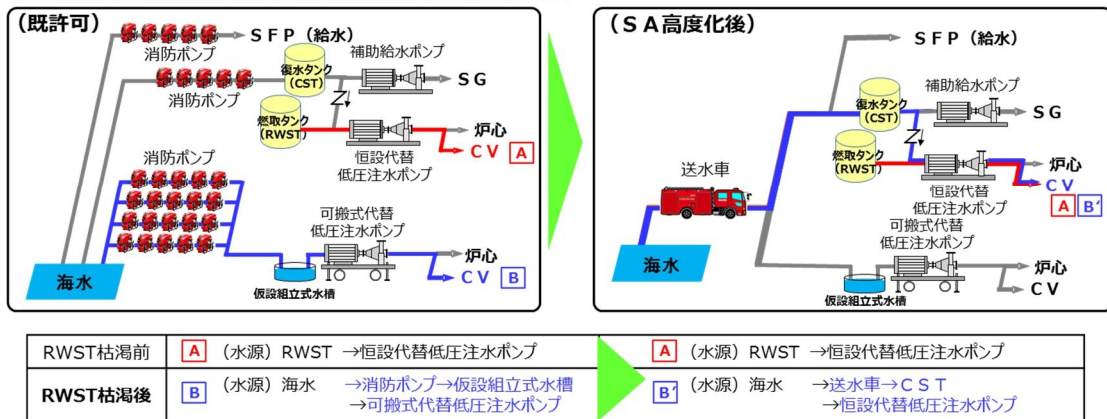 (既許可)
消防ポンプ
SFP(給水)
消防ポンプ
復水タンク
(CST)
補助給水ポンプ
SG
燃取タンク
(RWST)
恒設代替
低圧注水ポンプ
炉心
CV A
消防ポンプ
可搬式代替
低圧注水ポンプ
海水
仮設組立式水槽
炉心
CV B
(SA高度化後)
SFP(給水)
復水タンク
(CST)
補助給水ポンプ
SG
燃取タンク
(RWST)
恒設代替
低圧注水ポンプ
炉心
CV
A B'
送水車
可搬式代替
低圧注水ポンプ
海水
仮設組立式水槽
炉心
CV
RWST枯渇前 A (水源) RWST →恒設代替低圧注水ポンプ A (水源) RWST →恒設代替低圧注水ポンプ
RWST枯渇後 B (水源) 海水 →消防ポンプ→仮設組立式水槽 B' (水源) 海水 →送水車→CST
→可搬式代替低圧注水ポンプ →恒設代替低圧注水ポンプ